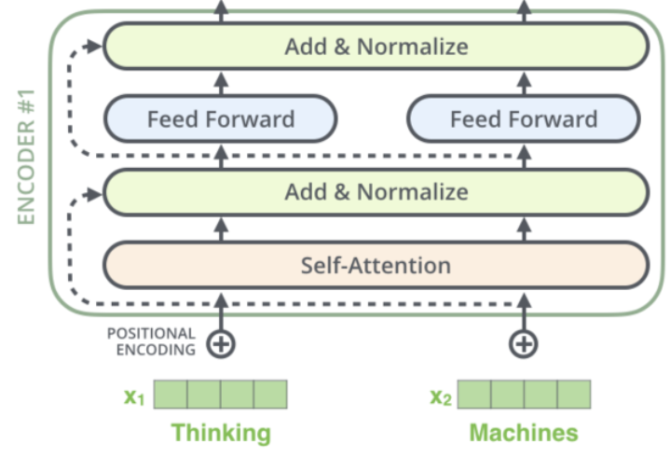 ENCODER #1
Add & Normalize
Feed Forward
Feed Forward
Add & Normalize
Self-Attention
POSITIONAL
ENCODING
x₁
x₂
Thinking
Machines